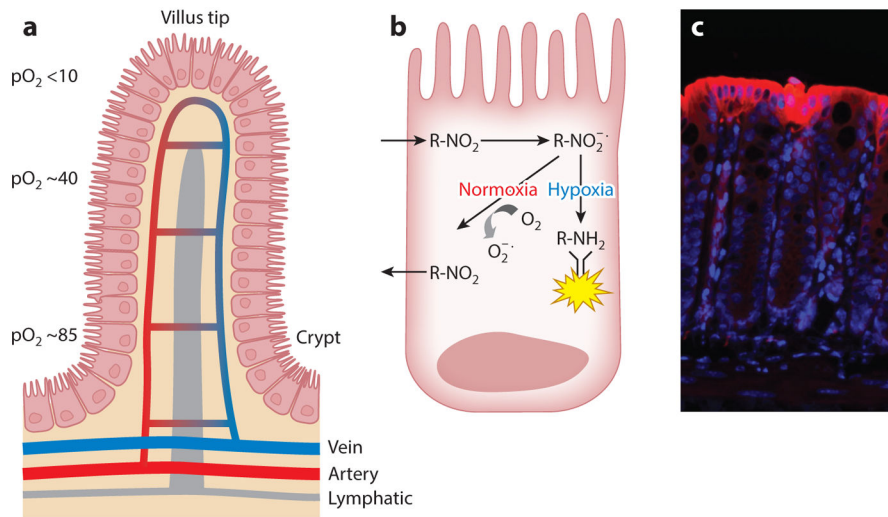 a
Villus tip
pO₂ <10
pO₂ ~40
pO₂ ~85
Crypt
Vein
Artery
Lymphatic
b
R-NO₂
R-NO₂⁻·
Normoxia
Hypoxia
O₂
O₂⁻·
R-NH₂
R-NO₂
c